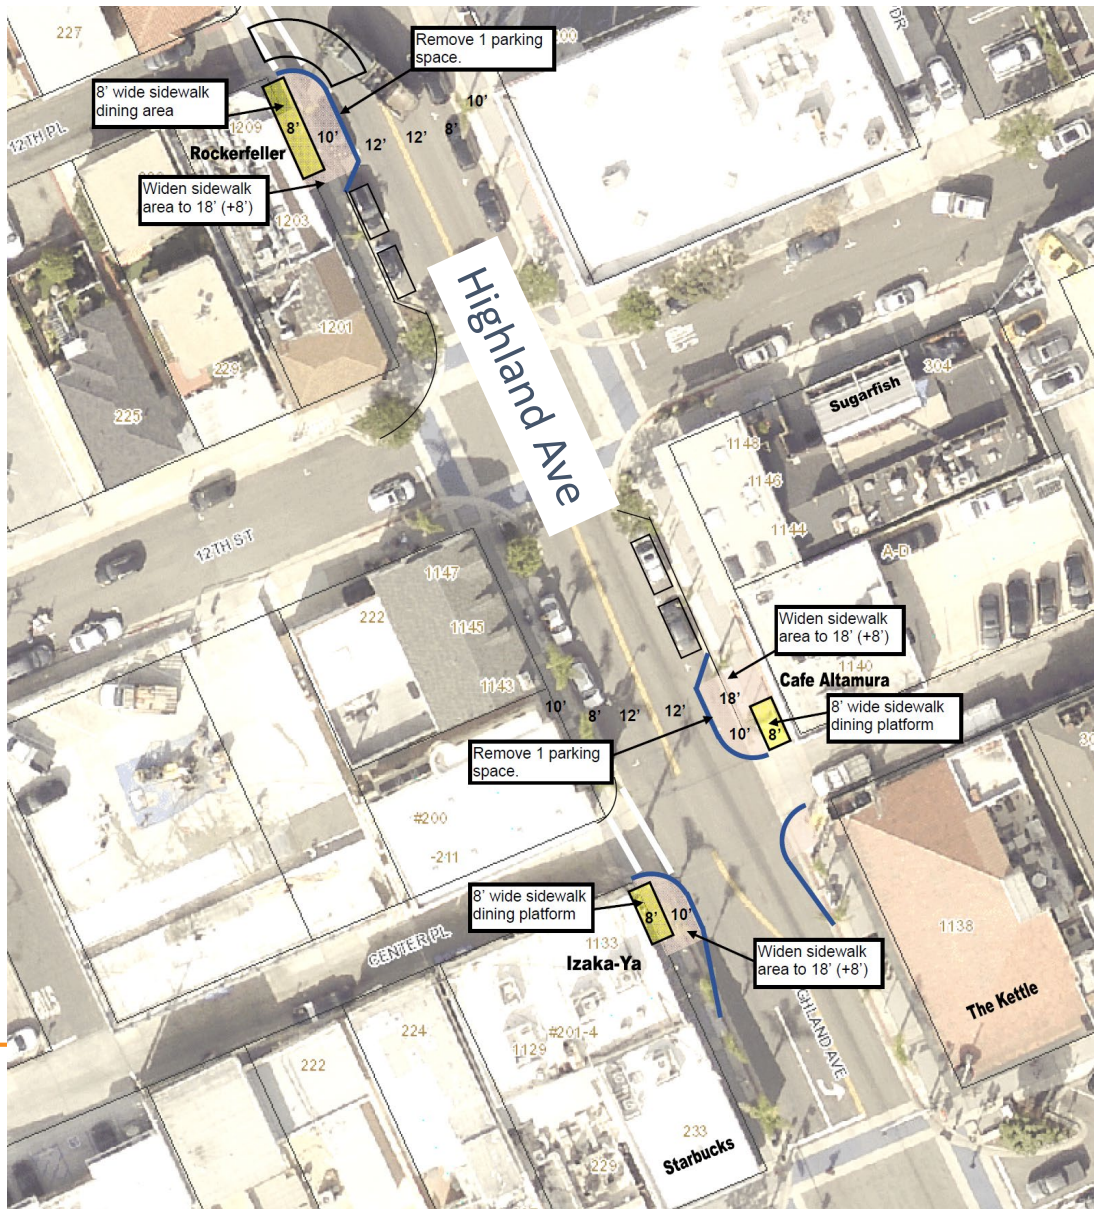 227
Remove 1 parking
space.
DR
8’ wide sidewalk
dining area
10’
12TH PL
1209
8’
10’
12’
12’
8’
Rockerfeller
Widen sidewalk
area to 18’ (+8’)
1203
Highland Ave
1201
229
225
304
Sugarfish
1148
1146
1144
A-D
12TH ST
1147
222
1145
1143
Widen sidewalk
area to 18’ (+8’)
1140
Cafe Altamura
18’
8’ wide sidewalk
dining platform
10’
8’
12’
12’
10’
8’
Remove 1 parking
space.
#200
-211
8’ wide sidewalk
dining platform
8’
10’
1138
CENTER PL
1133
Izaka-Ya
Widen sidewalk
area to 18’ (+8’)
The Kettle
HIGHLAND AVE
224
#201-4
1129
222
233
Starbucks
229